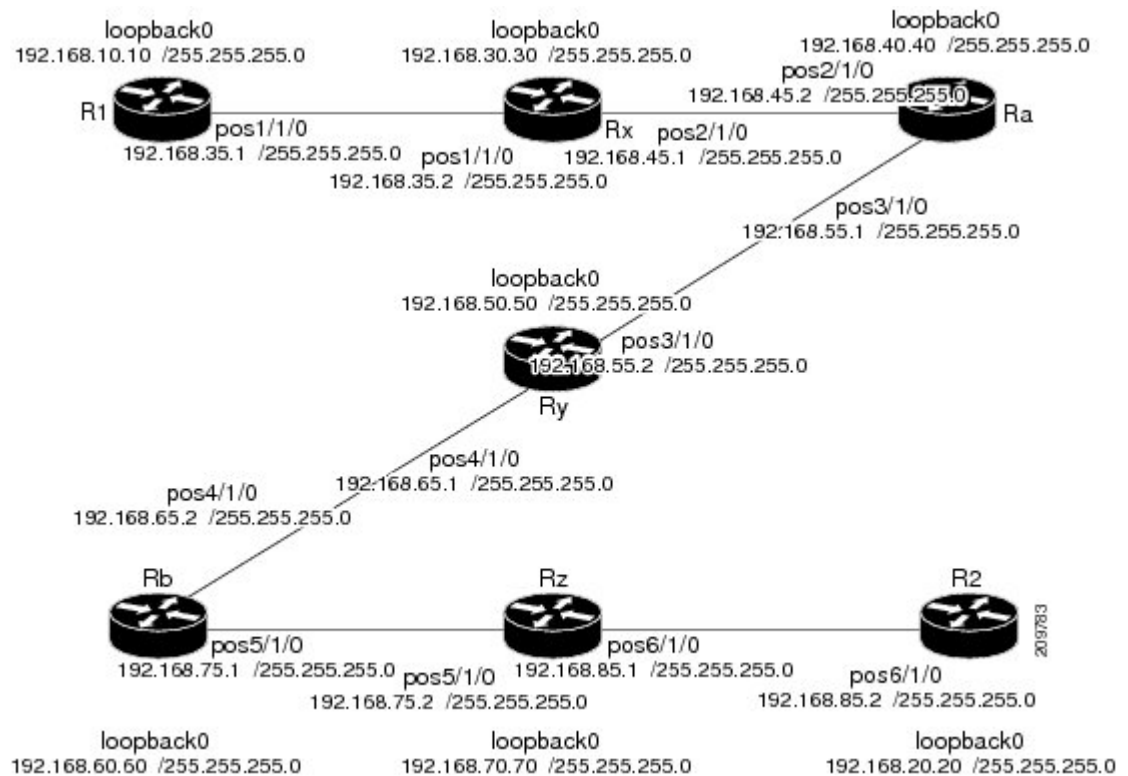 loopback0
192.168.10.10 /255.255.255.0
loopback0
192.168.30.30 /255.255.255.0
loopback0
192.168.40.40 /255.255.255.0
pos2/1/0
192.168.45.2 /255.255.255.0
R1
Rx
Ra
pos1/1/0
192.168.35.1 /255.255.255.0
pos1/1/0
192.168.35.2 /255.255.255.0
pos2/1/0
192.168.45.1 /255.255.255.0
pos3/1/0
192.168.55.1 /255.255.255.0
loopback0
192.168.50.50 /255.255.255.0
pos3/1/0
192.168.55.2 /255.255.255.0
Ry
pos4/1/0
192.168.65.1 /255.255.255.0
pos4/1/0
192.168.65.2 /255.255.255.0
Rb
Rz
R2
pos5/1/0
192.168.75.1 /255.255.255.0
pos5/1/0
192.168.75.2 /255.255.255.0
pos6/1/0
192.168.85.1 /255.255.255.0
pos6/1/0
192.168.85.2 /255.255.255.0
209783
loopback0
192.168.60.60 /255.255.255.0
loopback0
192.168.70.70 /255.255.255.0
loopback0
192.168.20.20 /255.255.255.0